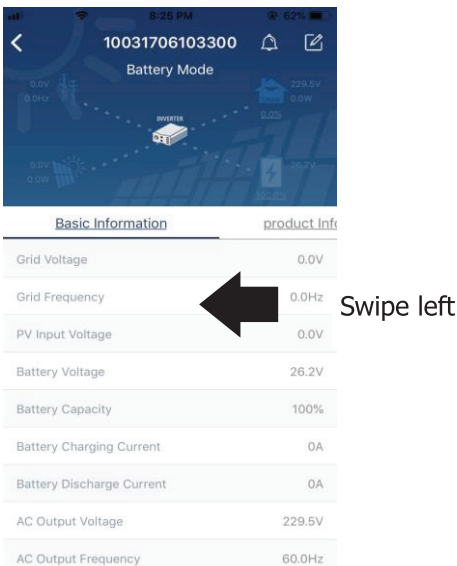 8:25 PM 62%
10031706103300
Battery Mode
0.0V
0.0Hz
229.5V
0.0W
INVERTER
0.0%
0.0V
0.0W
26.2V
100.0%
Basic Information product Info
Grid Voltage 0.0V
Grid Frequency 0.0Hz
Swipe left
PV Input Voltage 0.0V
Battery Voltage 26.2V
Battery Capacity 100%
Battery Charging Current 0A
Battery Discharge Current 0A
AC Output Voltage 229.5V
AC Output Frequency 60.0Hz